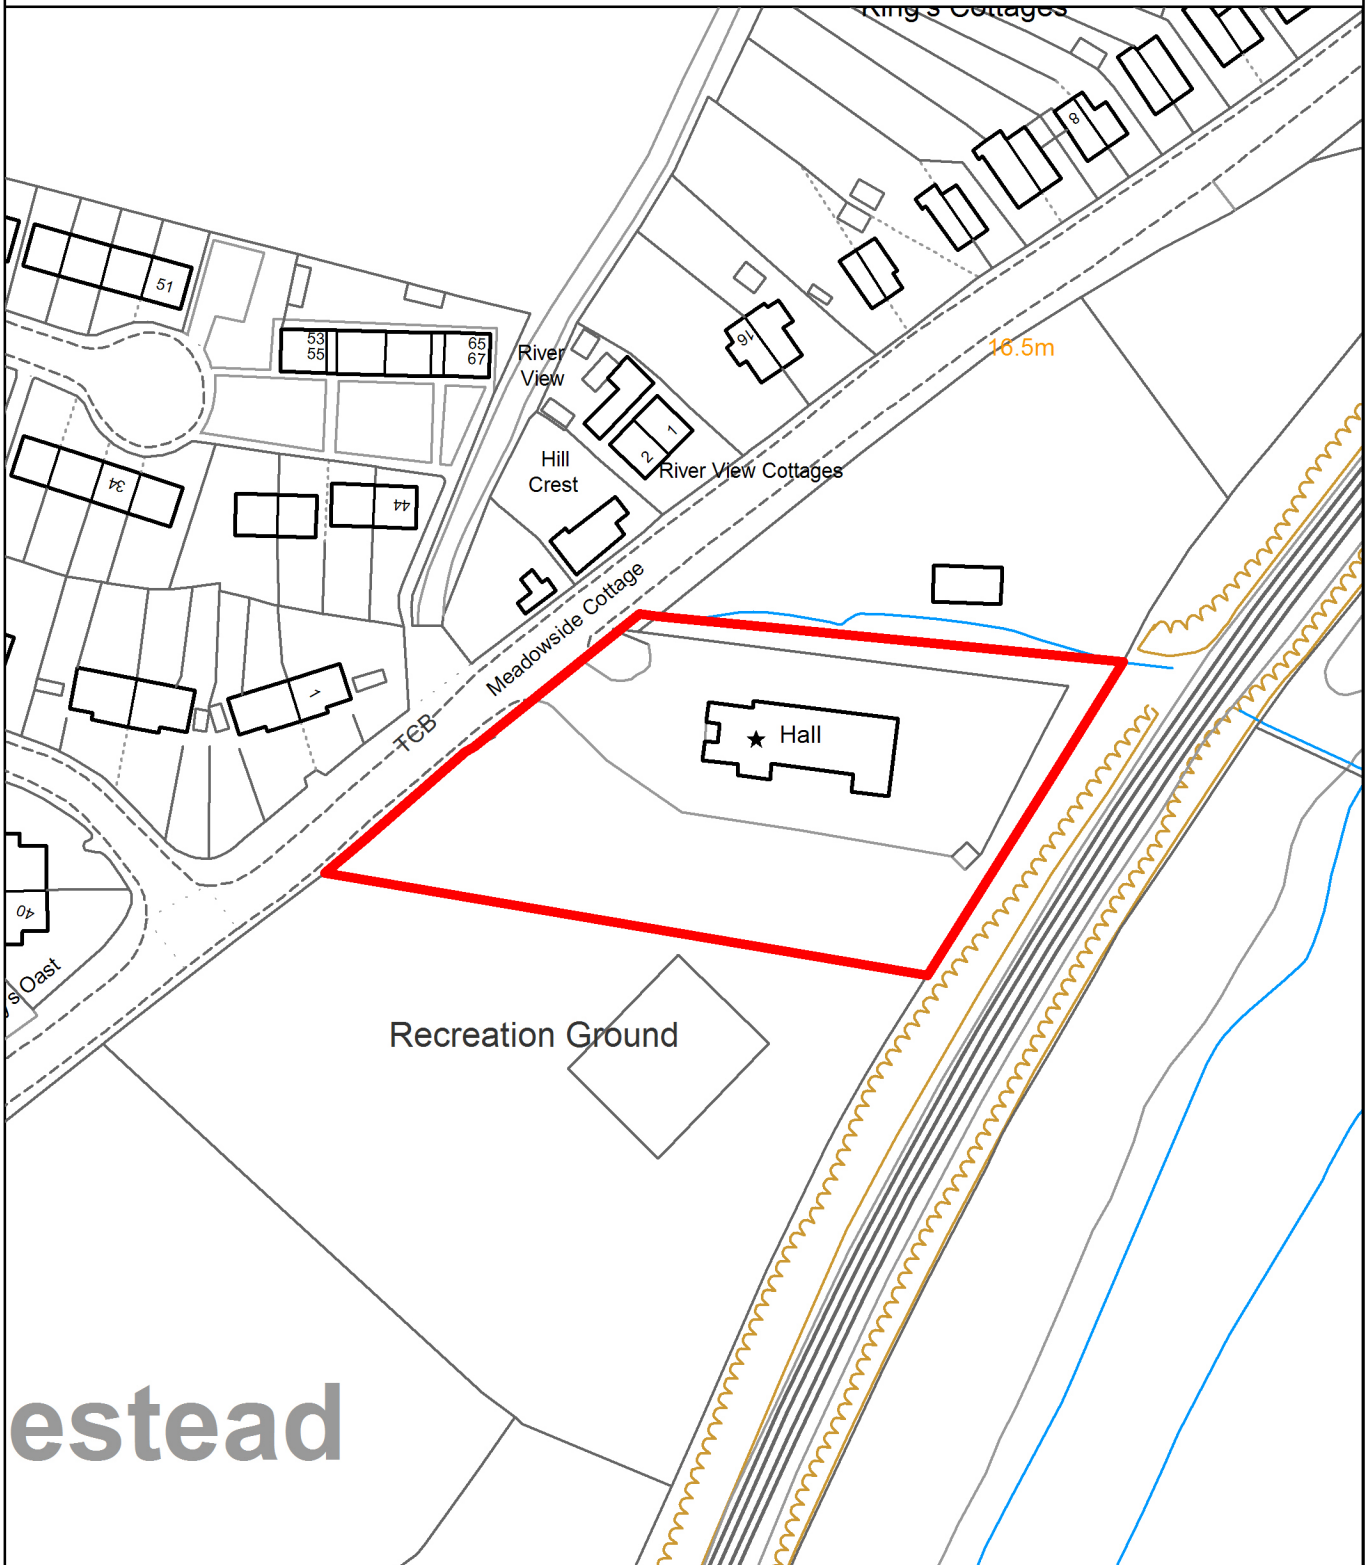 King's Cottages
8
51
53
55
65
67
River
View
16
16.5m
1
2
River View Cottages
Hill
Crest
34
44
Meadowside Cottage
1
TCB
Hall
40
's Oast
Recreation Ground
estead